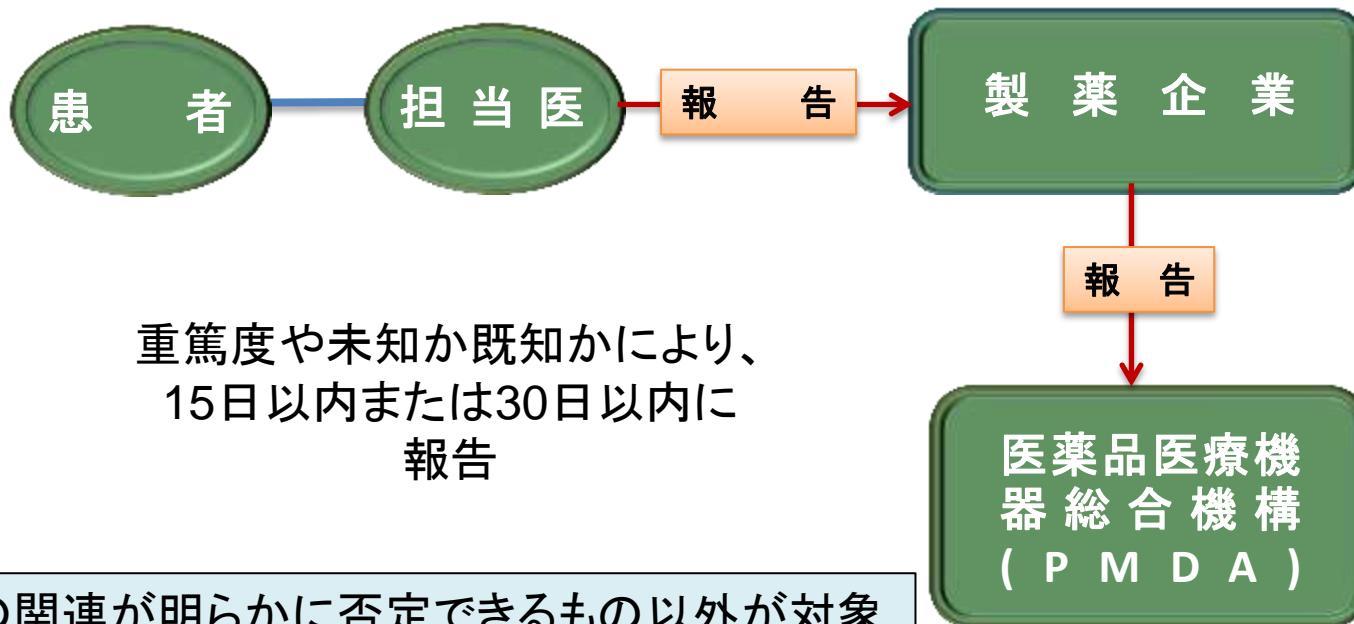 患者
担当医
報告
製薬企業
報告
重篤度や未知か既知かにより、
15日以内または30日以内に
報告
医薬品医療機
器総合機構
(PMDA)
の関連が明らかに否定できるもの以外が対象